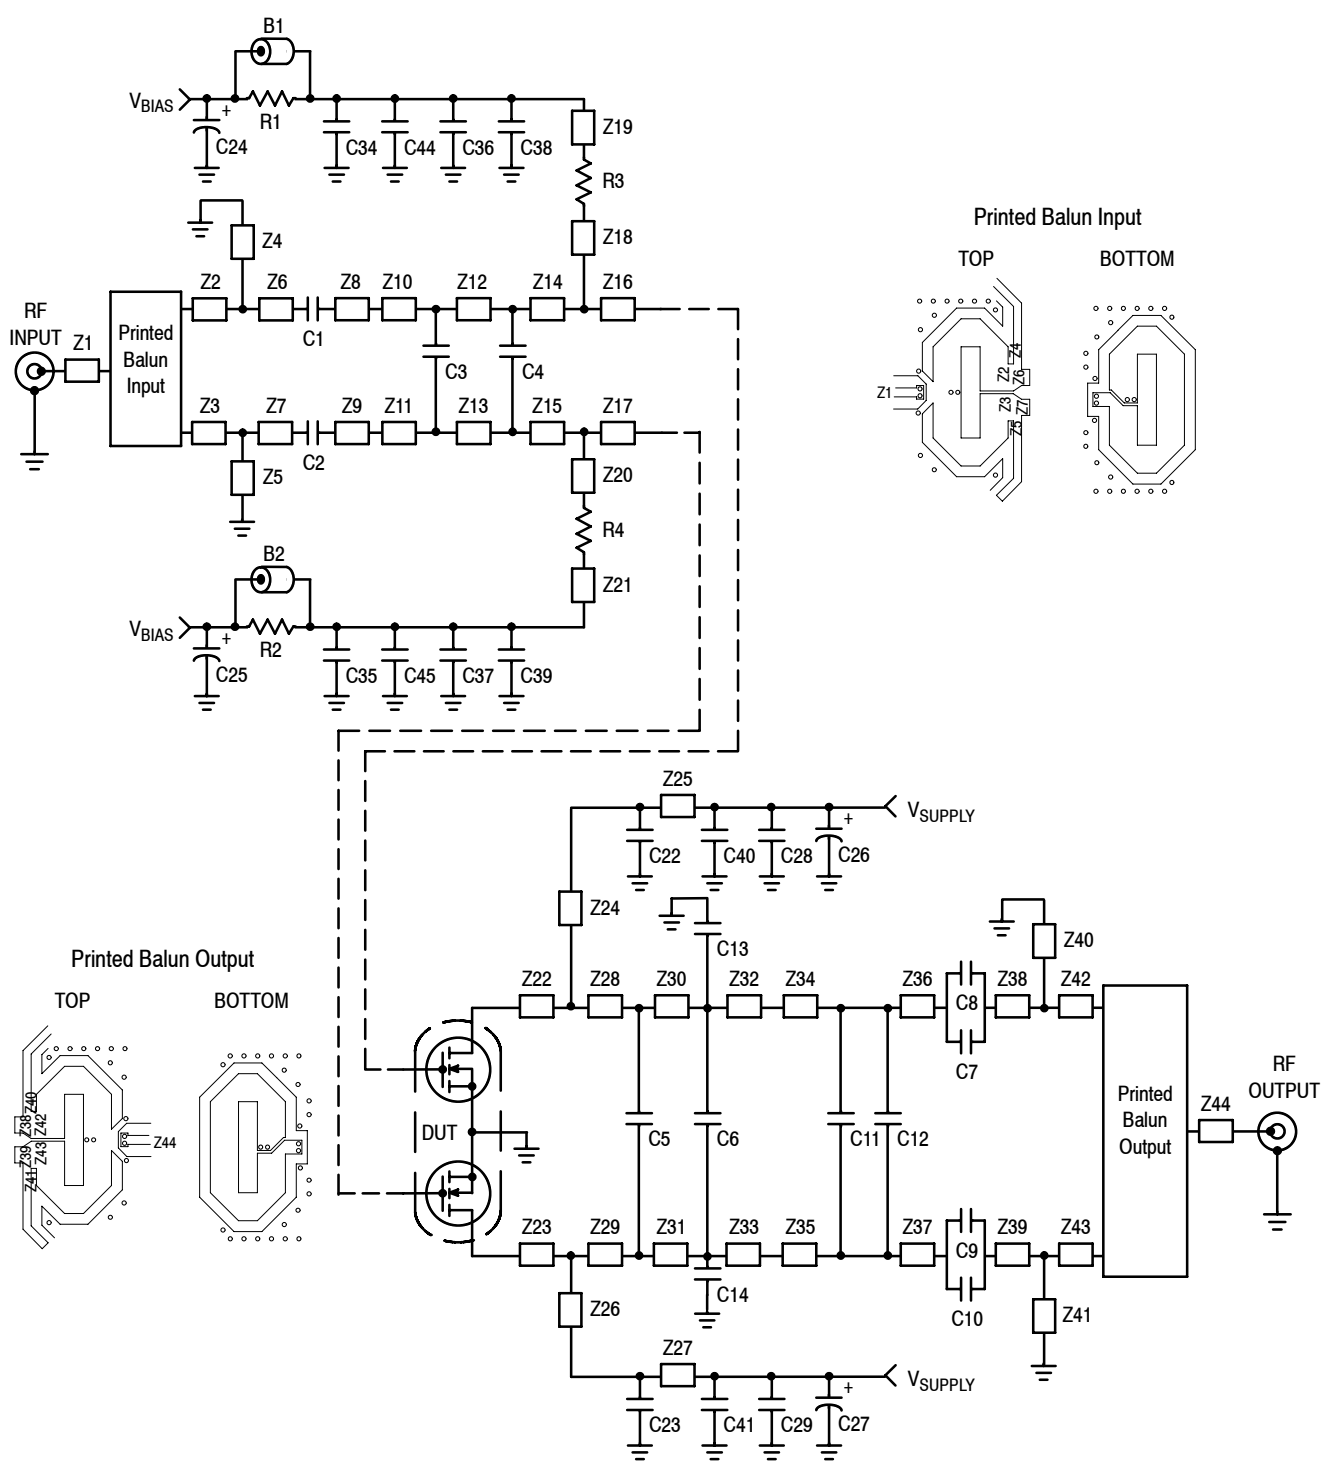 B1
VBIAS
+
R1
C24
C34
C44
C36
C38
Z19
R3
Z18
Z4
Z2
Z6
Z8
Z10
Z12
Z14
Z16
RF
INPUT
Z1
Printed
Balun
Input
C1
C3
C4
Z3
Z7
Z9
Z11
Z13
Z15
Z17
C2
Z5
Z20
R4
Z21
B2
VBIAS
+
R2
C25
C35
C45
C37
C39
Printed Balun Input
TOP
BOTTOM
Z1
Z4
Z2
Z6
Z3
Z7
Z5
Z25
VSUPPLY
+
C22
C40
C28
C26
Z24
C13
Z40
Z22
Z28
Z30
Z32
Z34
Z36
C8
Z38
Z42
C7
DUT
C5
C6
C11
C12
Printed
Balun
Output
Z44
RF
OUTPUT
Z23
Z29
Z31
Z33
Z35
Z37
C9
Z39
Z43
C10
C14
Z26
Z41
Z27
VSUPPLY
+
C23
C41
C29
C27
Printed Balun Output
TOP
BOTTOM
Z40
Z38
Z42
Z44
Z39
Z43
Z41